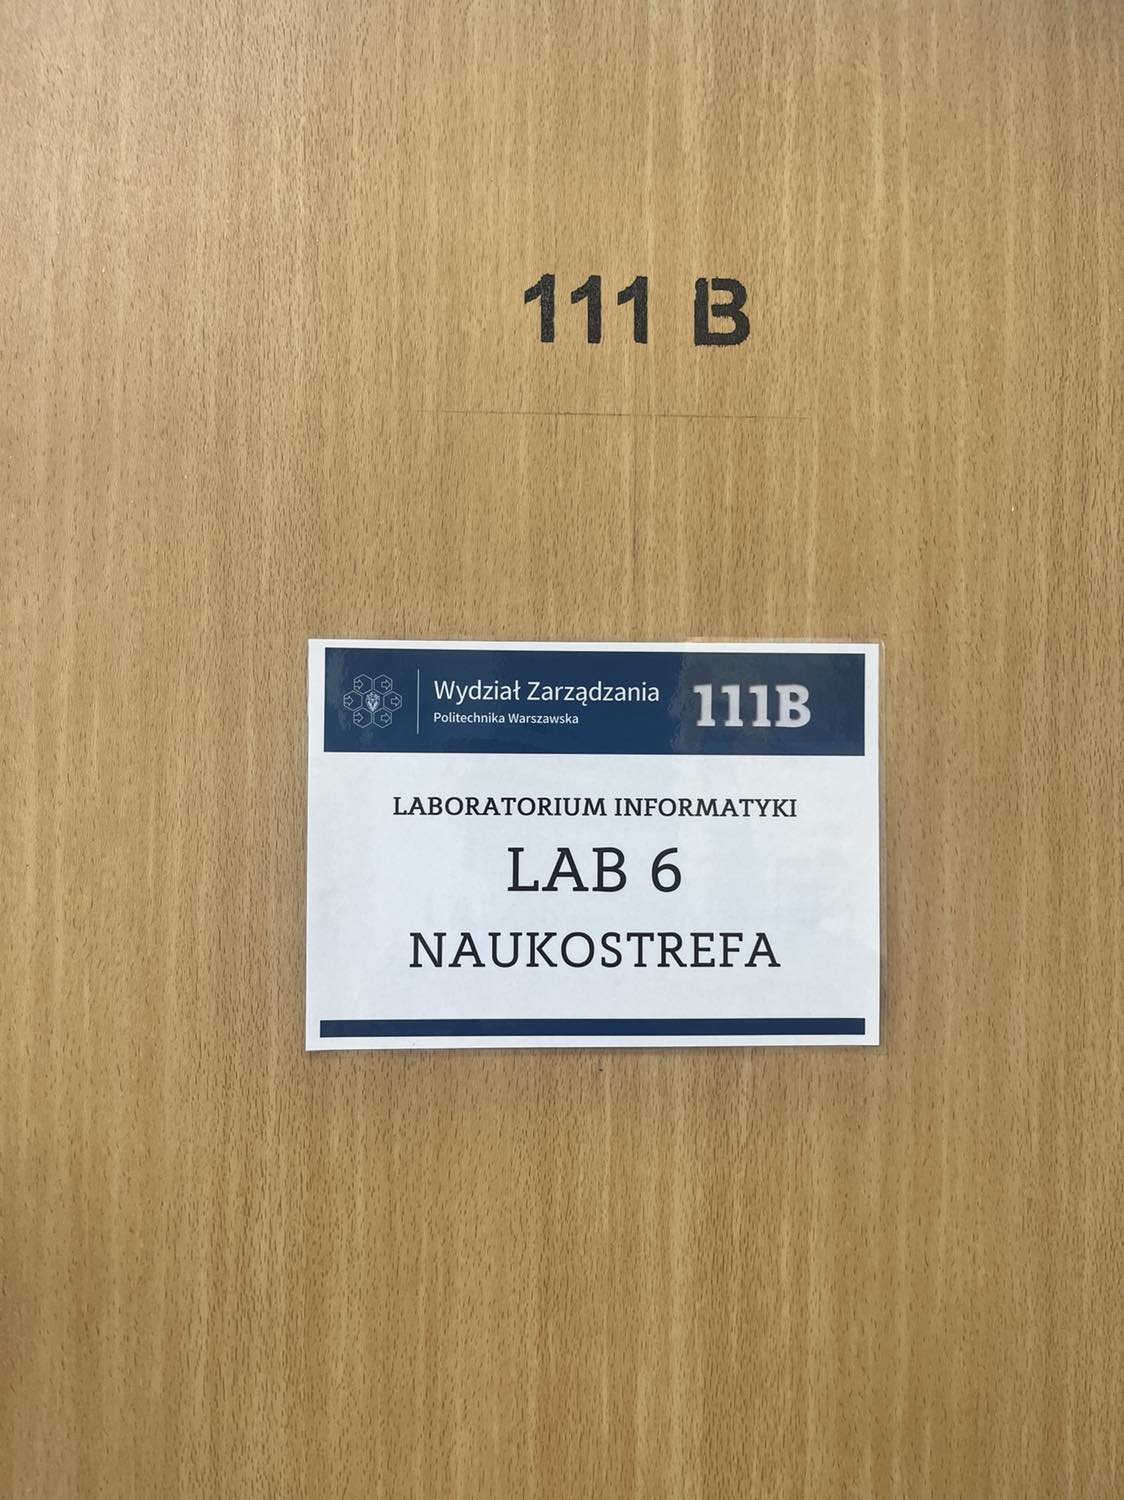 111 B
Wydział Zarządzania
Politechnika Warszawska
111B
LABORATORIUM INFORMATYKI
LAB 6
NAUKOSTREFA